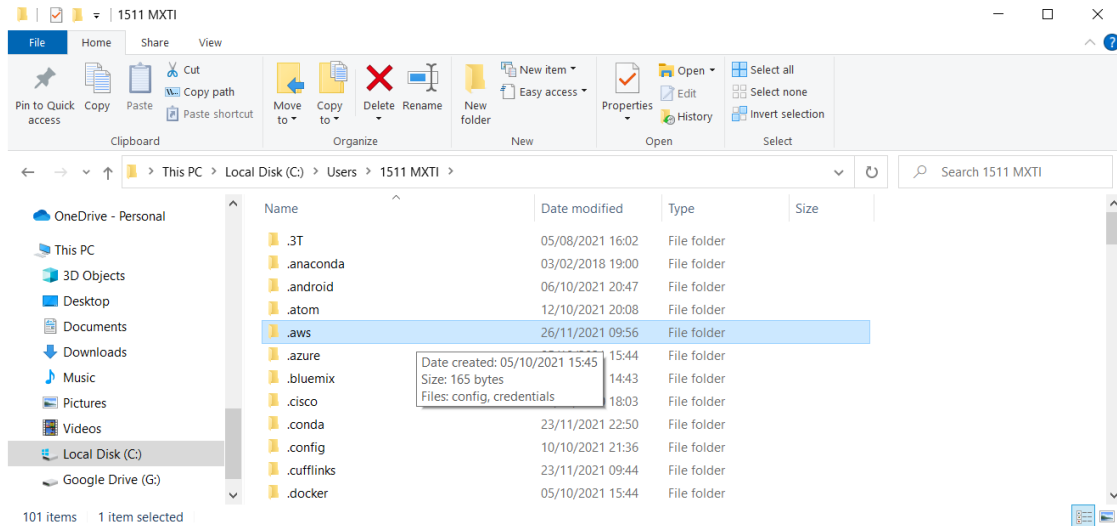 1511 MXTI
File Home Share View
Pin to Quick access
Copy
Paste
Cut
Copy path
Paste shortcut
Clipboard
Move to
Copy to
Delete
Rename
Organize
New folder
New item
Easy access
New
Properties
Open
Edit
History
Open
Select all
Select none
Invert selection
Select
This PC > Local Disk (C:) > Users > 1511 MXTI >
Search 1511 MXTI
OneDrive - Personal
This PC
3D Objects
Desktop
Documents
Downloads
Music
Pictures
Videos
Local Disk (C:)
Google Drive (G:)
Name Date modified Type Size
.3T 05/08/2021 16:02 File folder
.anaconda 03/02/2018 19:00 File folder
.android 06/10/2021 20:47 File folder
.atom 12/10/2021 20:08 File folder
.aws 26/11/2021 09:56 File folder
.azure 15:44 File folder
.bluemix 14:43 File folder
.cisco 18:03 File folder
.conda 23/11/2021 22:50 File folder
.config 10/10/2021 21:36 File folder
.cufflinks 23/11/2021 09:44 File folder
.docker 05/10/2021 15:44 File folder
Date created: 05/10/2021 15:45
Size: 165 bytes
Files: config, credentials
101 items 1 item selected